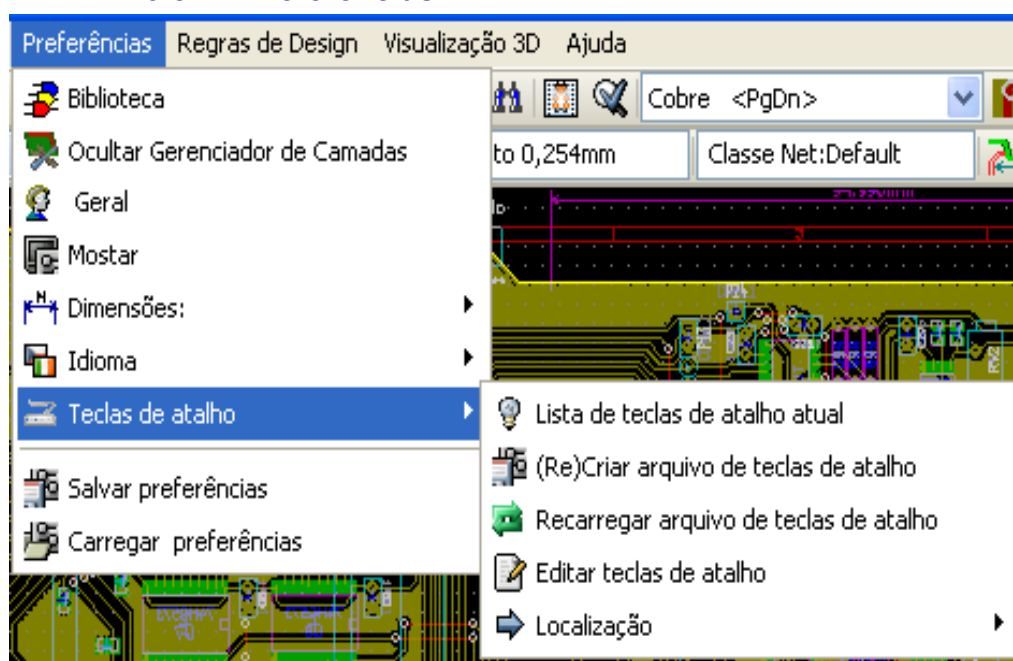 Preferências Regras de Design Visualização 3D Ajuda
Biblioteca
Cobre <PgDn>
Ocultar Gerenciador de Camadas
to 0,254mm
Classe Net:Default
Geral
Mostar
Dimensões:
Idioma
Teclas de atalho
Lista de teclas de atalho atual
(Re)Criar arquivo de teclas de atalho
Salvar preferências
Recarregar arquivo de teclas de atalho
Carregar preferências
Editar teclas de atalho
Localização